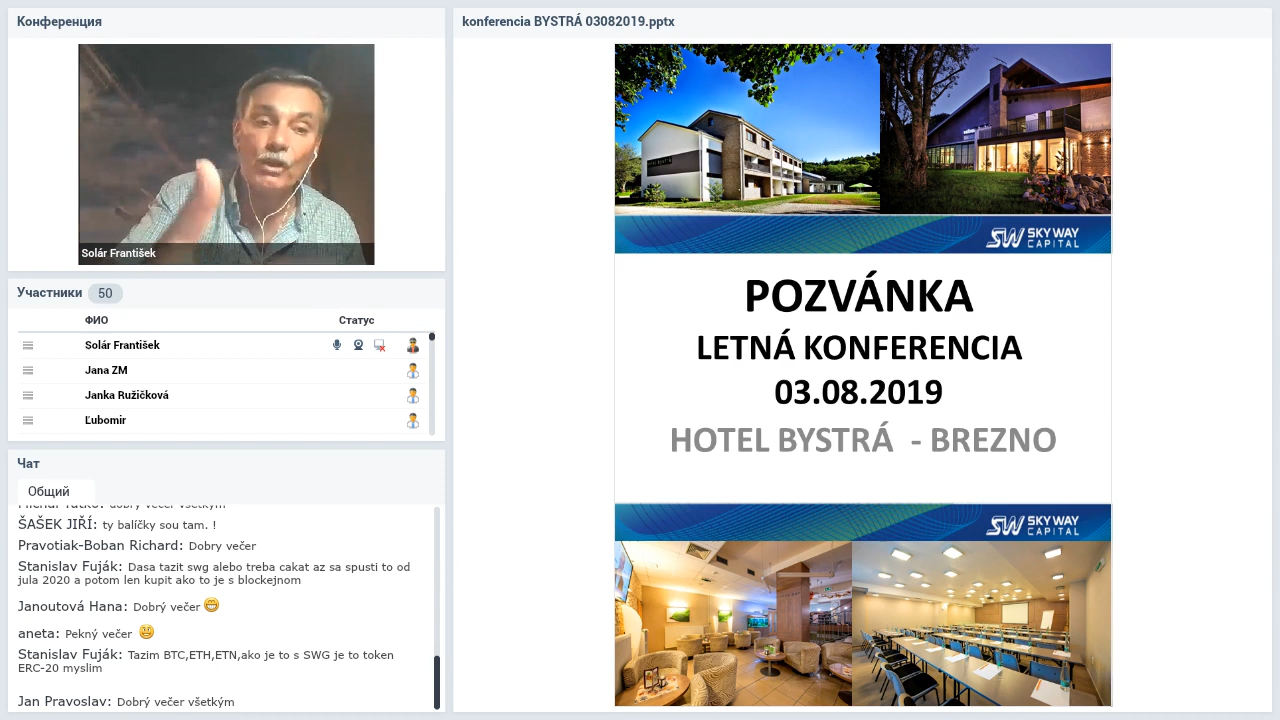 Конференция
Solár František
Участники 50
ФИО Статус
Solár František
Jana ZM
Janka Ružičková
Ľubomir
Чат
Общий
dobrý večer všetkým
ŠAŠEK JIŘÍ: ty balíčky sou tam. !
Pravotiak-Boban Richard: Dobry večer
Stanislav Fuják: Dasa tazit swg alebo treba cakat az sa spusti to od
jula 2020 a potom len kupit ako to je s blockejnom
Janoutová Hana: Dobrý večer
aneta: Pekný večer
Stanislav Fuják: Tazim BTC,ETH,ETN,ako je to s SWG je to token
ERC-20 myslim
Jan Pravoslav: Dobrý večer všetkým
konferencia BYSTRÁ 03082019.pptx
SW SKY WAY
CAPITAL
POZVÁNKA
LETNÁ KONFERENCIA
03.08.2019
HOTEL BYSTRÁ - BREZNO
SW SKY WAY
CAPITAL